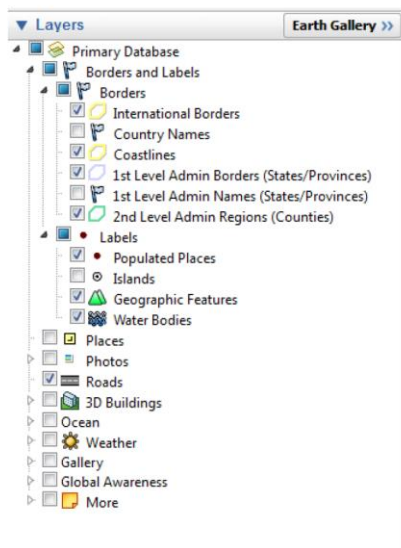 Layers
Earth Gallery >>
Primary Database
Borders and Labels
Borders
International Borders
Country Names
Coastlines
1st Level Admin Borders (States/Provinces)
1st Level Admin Names (States/Provinces)
2nd Level Admin Regions (Counties)
Labels
Populated Places
Islands
Geographic Features
Water Bodies
Places
Photos
Roads
3D Buildings
Ocean
Weather
Gallery
Global Awareness
More